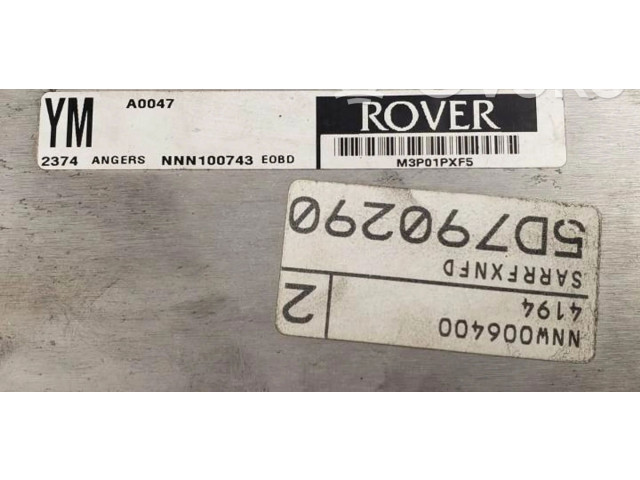 YM A0047
2374 ANGERS NNN100743 EOBD
ROVER
M3P01PXF5
5D790290
SARRFXNFD
4194
NNW006400
2